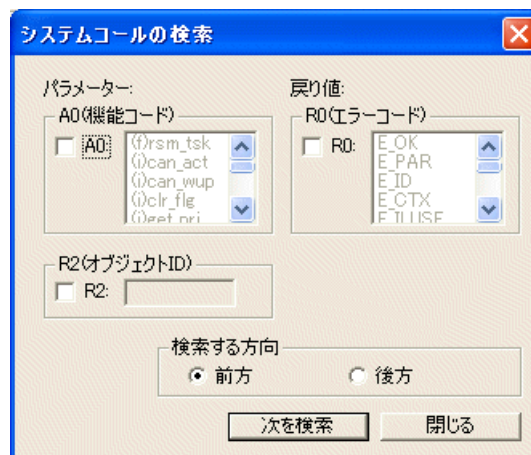 システムコールの検索
パラメーター:
戻り値:
A0(機能コード)
R0(エラーコード)
A0:
(f)rsm_tsk
(i)can_act
(i)can_wup
(i)clr_flg
(i)get_pri
R0:
E_OK
E_PAR
E_ID
E_CTX
E_ILUSE
R2(オブジェクトID)
R2:
検索する方向
前方
後方
次を検索
閉じる